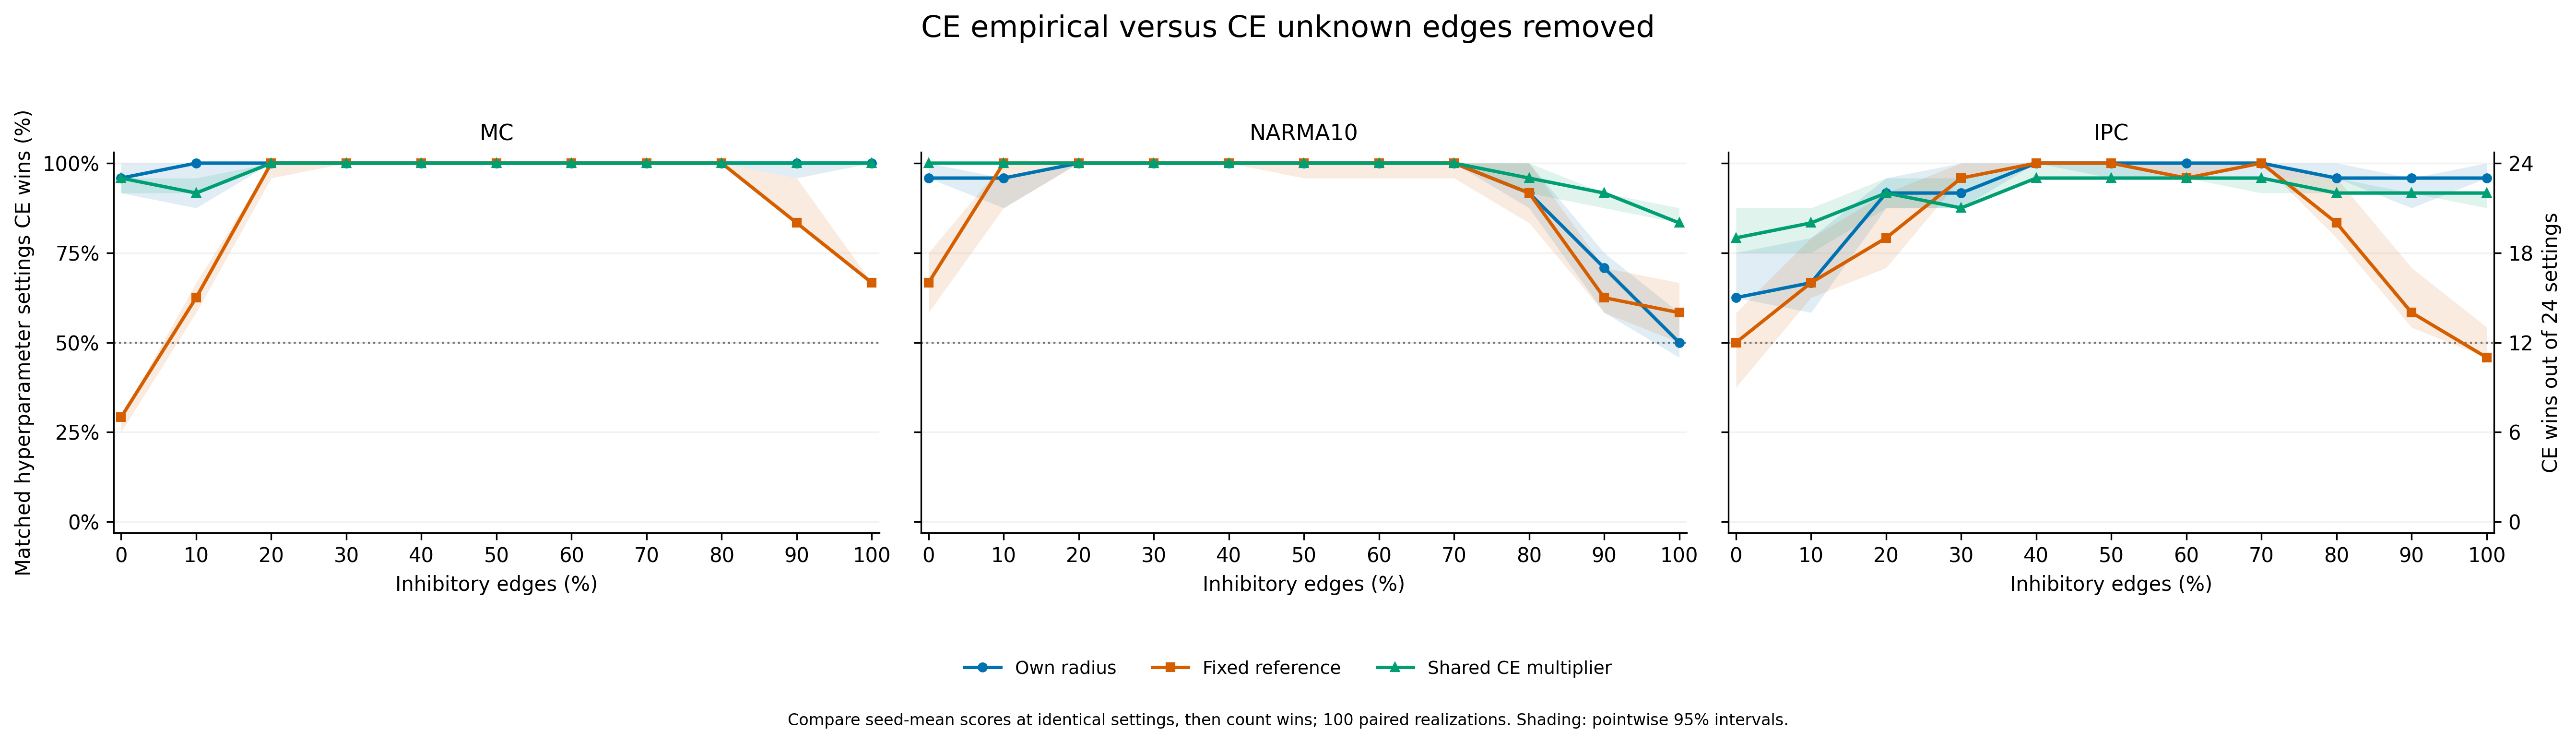 CE empirical versus CE unknown edges removed
Matched hyperparameter settings CE wins (%)
MC
100%
75%
50%
25%
0%
0 10 20 30 40 50 60 70 80 90 100
Inhibitory edges (%)
NARMA10
0 10 20 30 40 50 60 70 80 90 100
Inhibitory edges (%)
IPC
0 10 20 30 40 50 60 70 80 90 100
Inhibitory edges (%)
24
18
12
6
0
CE wins out of 24 settings
Own radius Fixed reference Shared CE multiplier
Compare seed-mean scores at identical settings, then count wins; 100 paired realizations. Shading: pointwise 95% intervals.